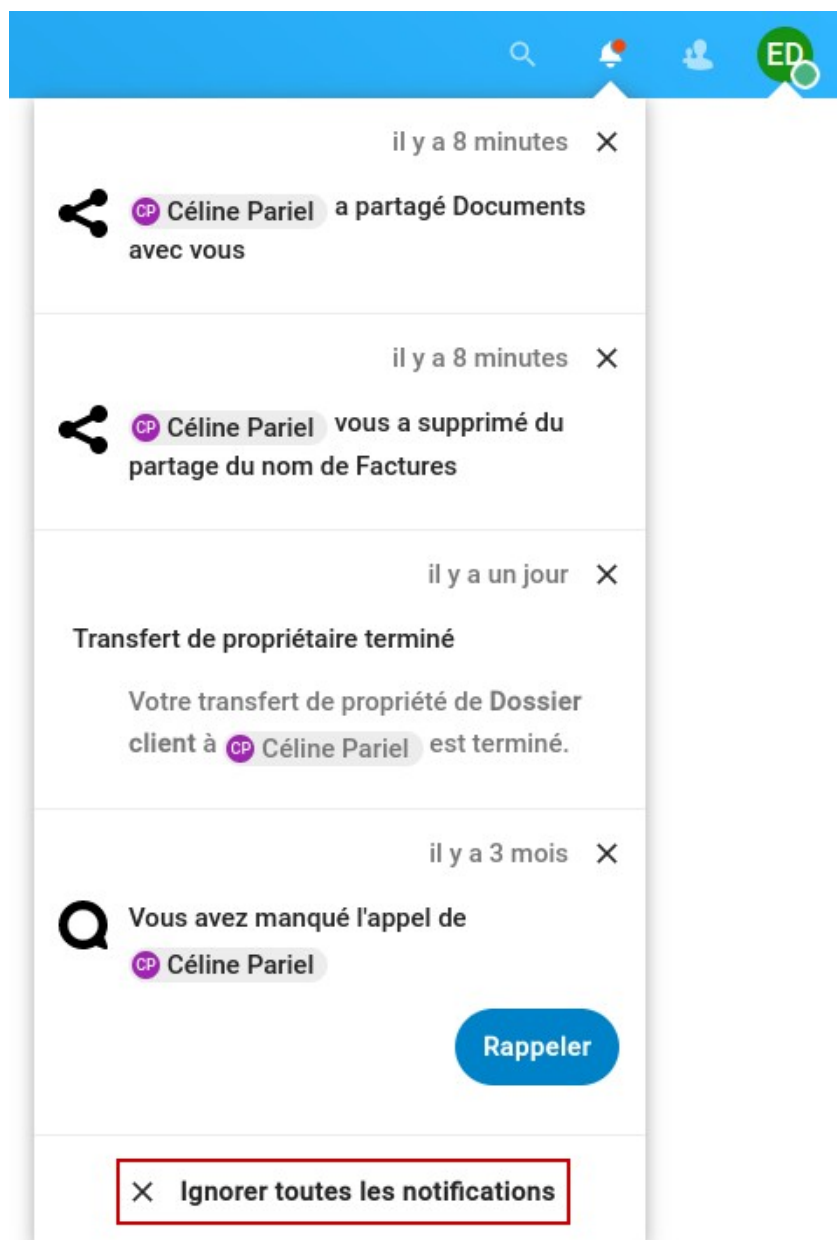 ED
il y a 8 minutes
CP Céline Pariel a partagé Documents
avec vous
il y a 8 minutes
CP Céline Pariel vous a supprimé du
partage du nom de Factures
il y a un jour
Transfert de propriétaire terminé
Votre transfert de propriété de Dossier
client à CP Céline Pariel est terminé.
il y a 3 mois
Vous avez manqué l'appel de
CP Céline Pariel
Rappeler
Ignorer toutes les notifications